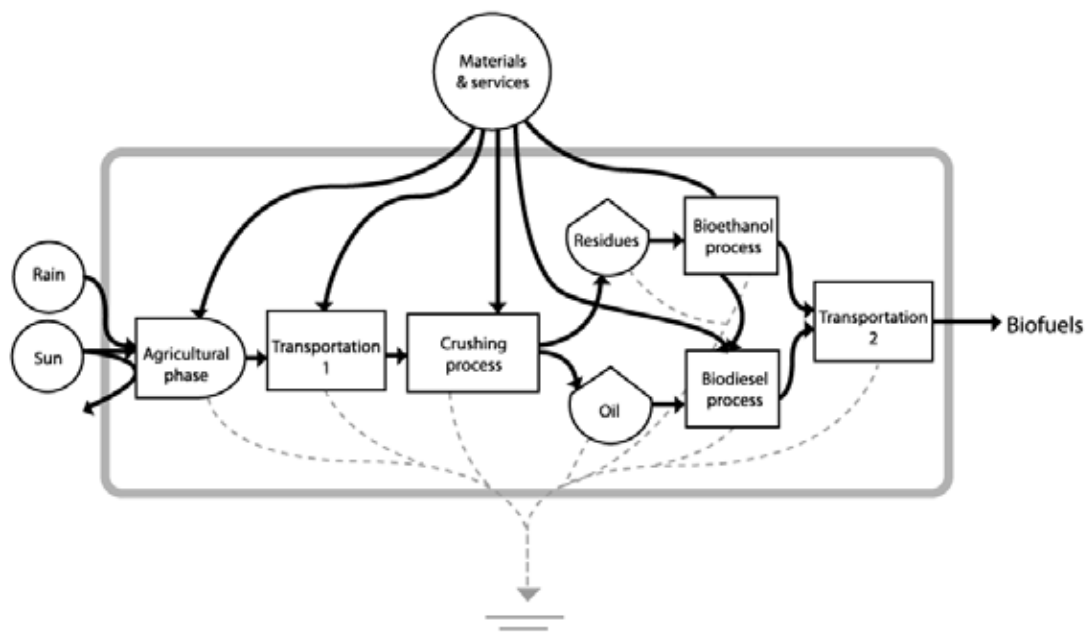 Materials
& services
Rain
Sun
Agricultural
phase
Transportation
1
Crushing
process
Residues
Oil
Bioethanol
process
Biodiesel
process
Transportation
2
Biofuels